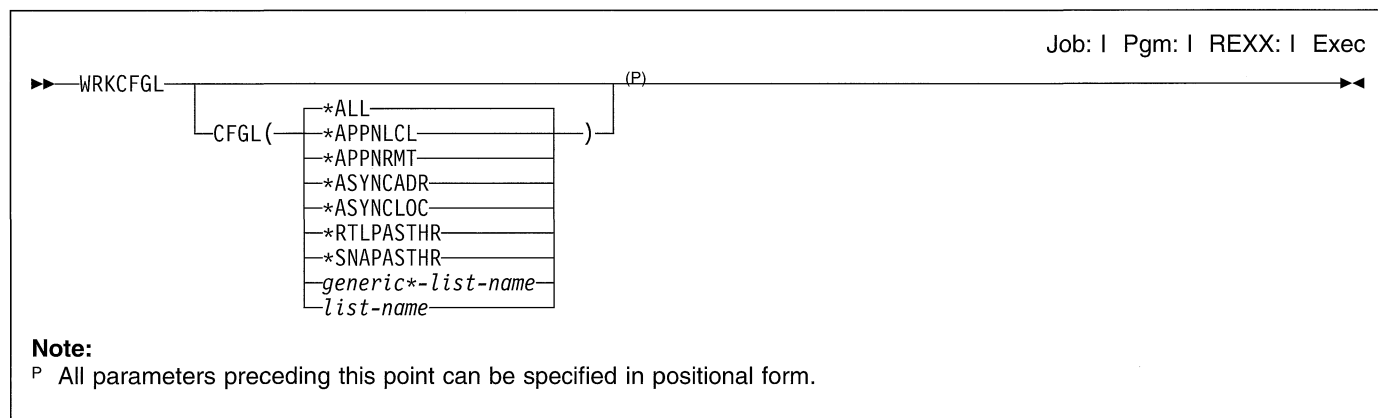 Job: I Pgm: I REXX: I Exec
WRKCFGL (P)
CFGL( *ALL )
*APPNLCL
*APPNRMT
*ASYNCADR
*ASYNCLOC
*RTLPASTHR
*SNAPASTHR
generic*-list-name
list-name
Note:
P All parameters preceding this point can be specified in positional form.